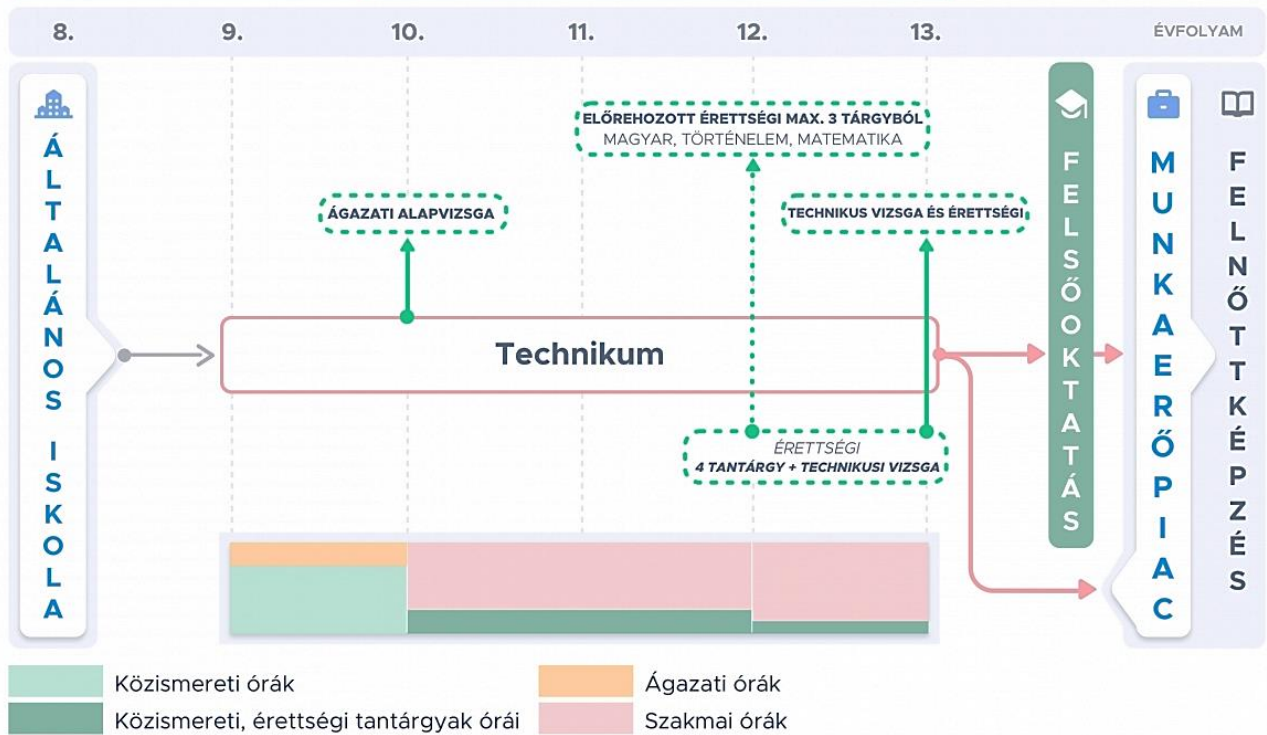 8.
9.
10.
11.
12.
13.
ÉVFOLYAM
ÁLTALÁNOS ISKOLA
ELŐREHOZOTT ÉRETTSÉGI MAX. 3 TÁRGYBÓL
MAGYAR, TÖRTÉNELEM, MATEMATIKA
ÁGAZATI ALAPVIZSGA
TECHNIKUS VIZSGA ÉS ÉRETTSÉGI
Technikum
ÉRETTSÉGI
4 TANTÁRGY + TECHNIKUSI VIZSGA
FELSŐOKTATÁS
MUNKAERŐPIAC
FELNŐTTKÉPZÉS
Közismereti órák
Ágazati órák
Közismereti, érettségi tantárgyak órái
Szakmai órák